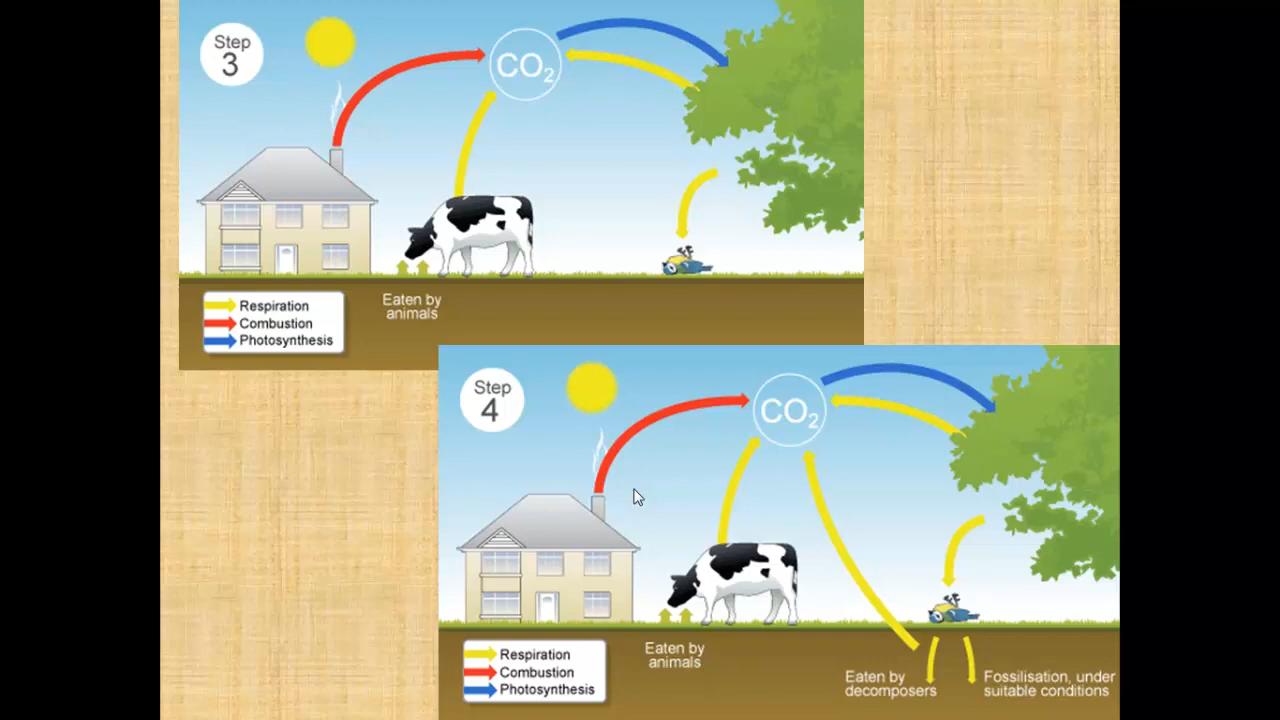 Step
3
CO₂
Eaten by
animals
Respiration
Combustion
Photosynthesis
Step
4
CO₂
Eaten by
animals
Respiration
Combustion
Photosynthesis
Eaten by
decomposers
Fossilisation, under
suitable conditions